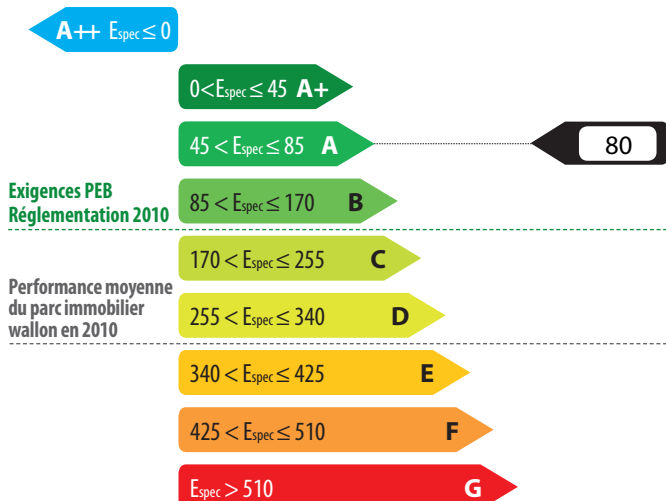 A++ Espec ≤ 0
0 < Espec ≤ 45 A+
45 < Espec ≤ 85 A
80
Exigences PEB
Réglementation 2010
85 < Espec ≤ 170 B
170 < Espec ≤ 255 C
Performance moyenne
du parc immobilier
wallon en 2010
255 < Espec ≤ 340 D
340 < Espec ≤ 425 E
425 < Espec ≤ 510 F
Espec > 510 G